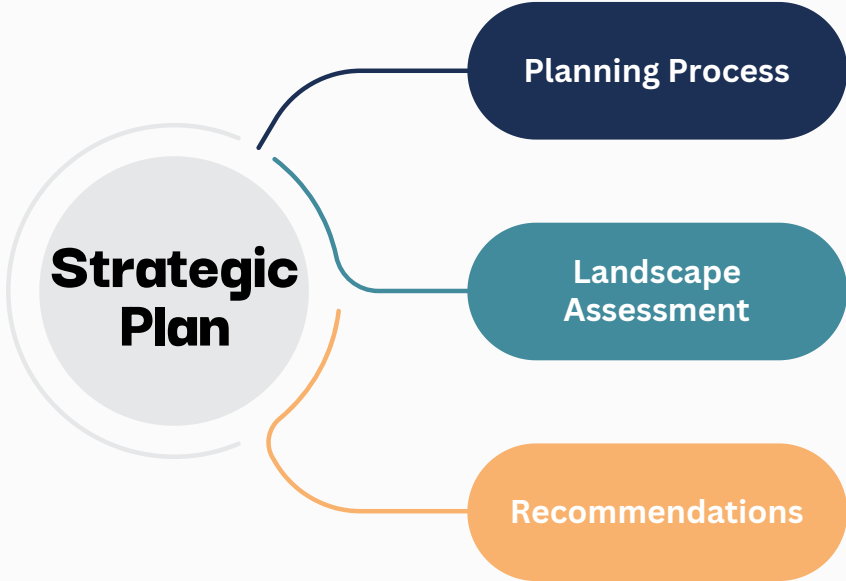 Strategic
Plan
Planning Process
Landscape
Assessment
Recommendations